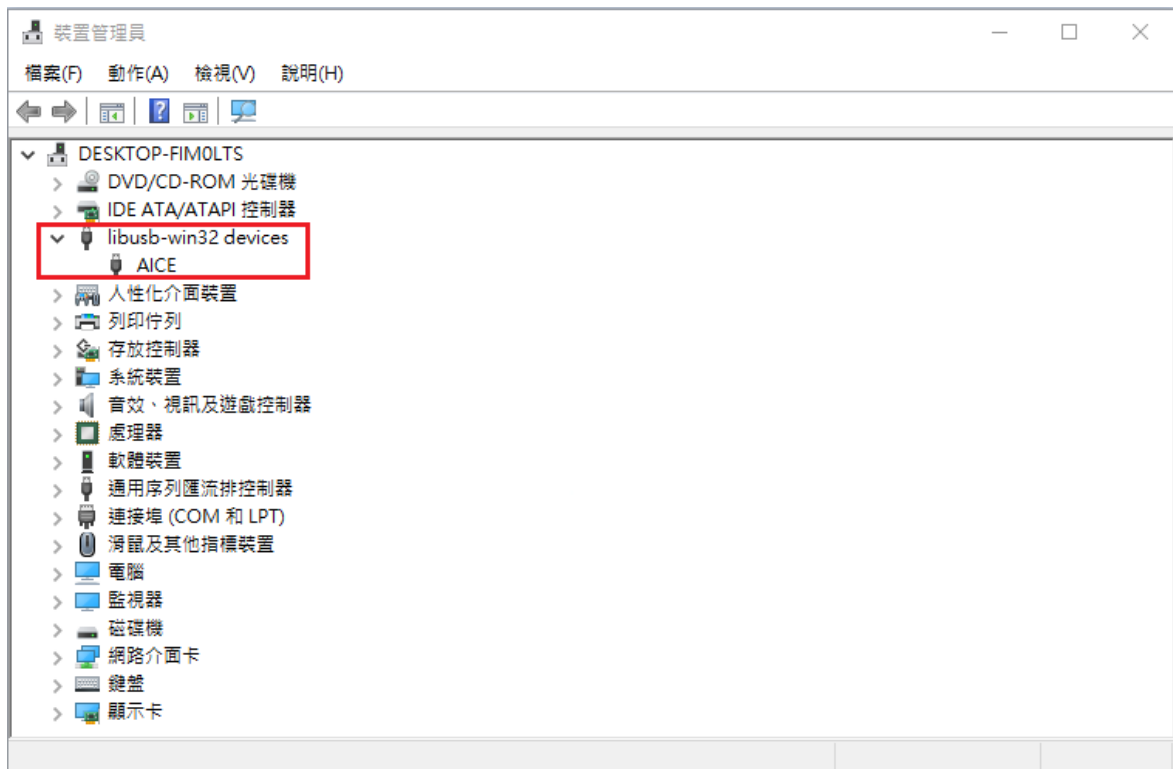 裝置管理員
檔案(F) 動作(A) 檢視(V) 說明(H)
DESKTOP-FIM0LTS
DVD/CD-ROM 光碟機
IDE ATA/ATAPI 控制器
libusb-win32 devices
AICE
人性化介面裝置
列印佇列
存放控制器
系統裝置
音效、視訊及遊戲控制器
處理器
軟體裝置
通用序列匯流排控制器
連接埠 (COM 和 LPT)
滑鼠及其他指標裝置
電腦
監視器
磁碟機
網路介面卡
鍵盤
顯示卡